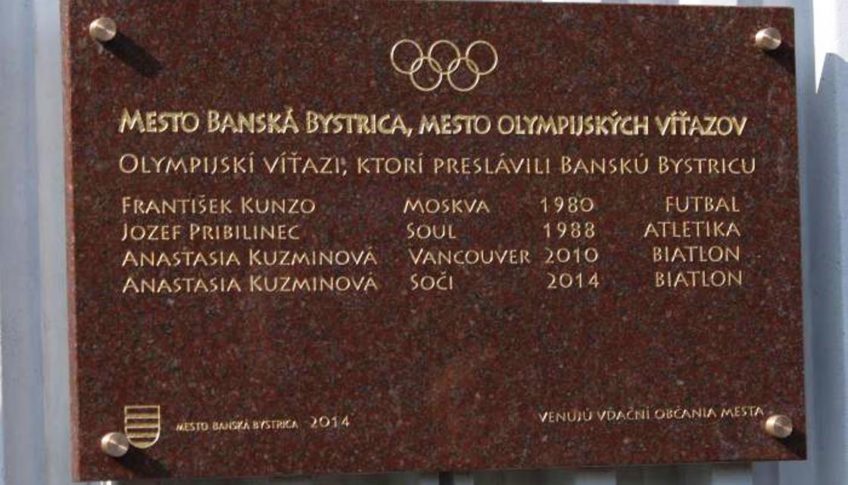 MESTO BANSKÁ BYSTRICA, MESTO OLYMPIJSKÝCH VÍŤAZOV
OLYMPIJSKÍ VÍŤAZI, KTORÍ PRESLÁVILI BANSKÚ BYSTRICU
FRANTIŠEK KUNZO MOSKVA 1980 FUTBAL
JOZEF PRIBILINEC SOUL 1988 ATLETIKA
ANASTASIA KUZMINOVÁ VANCOUVER 2010 BIATLON
ANASTASIA KUZMINOVÁ SOČI 2014 BIATLON
MESTO BANSKÁ BYSTRICA 2014
VENUJÚ VĎAČNÍ OBČANIA MESTA